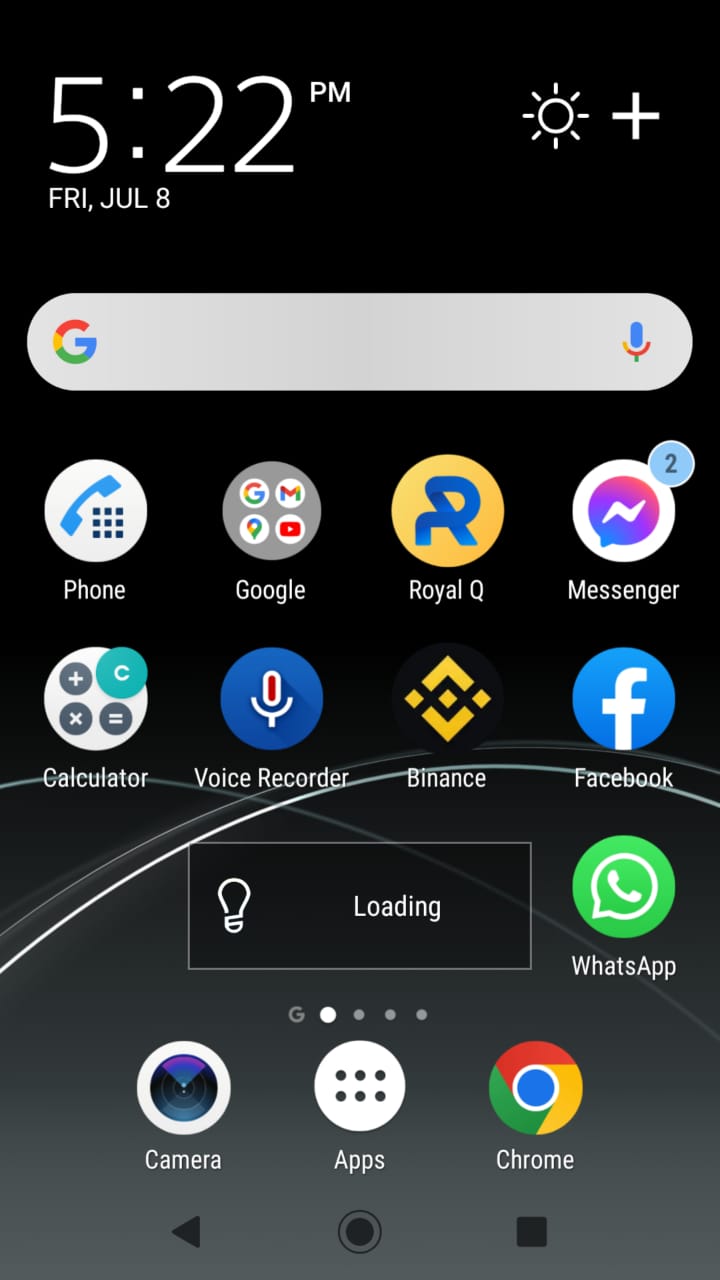 5:22 PM
FRI, JUL 8
2
Phone Google Royal Q Messenger
C
Calculator Voice Recorder Binance Facebook
Loading
WhatsApp
G
Camera Apps Chrome